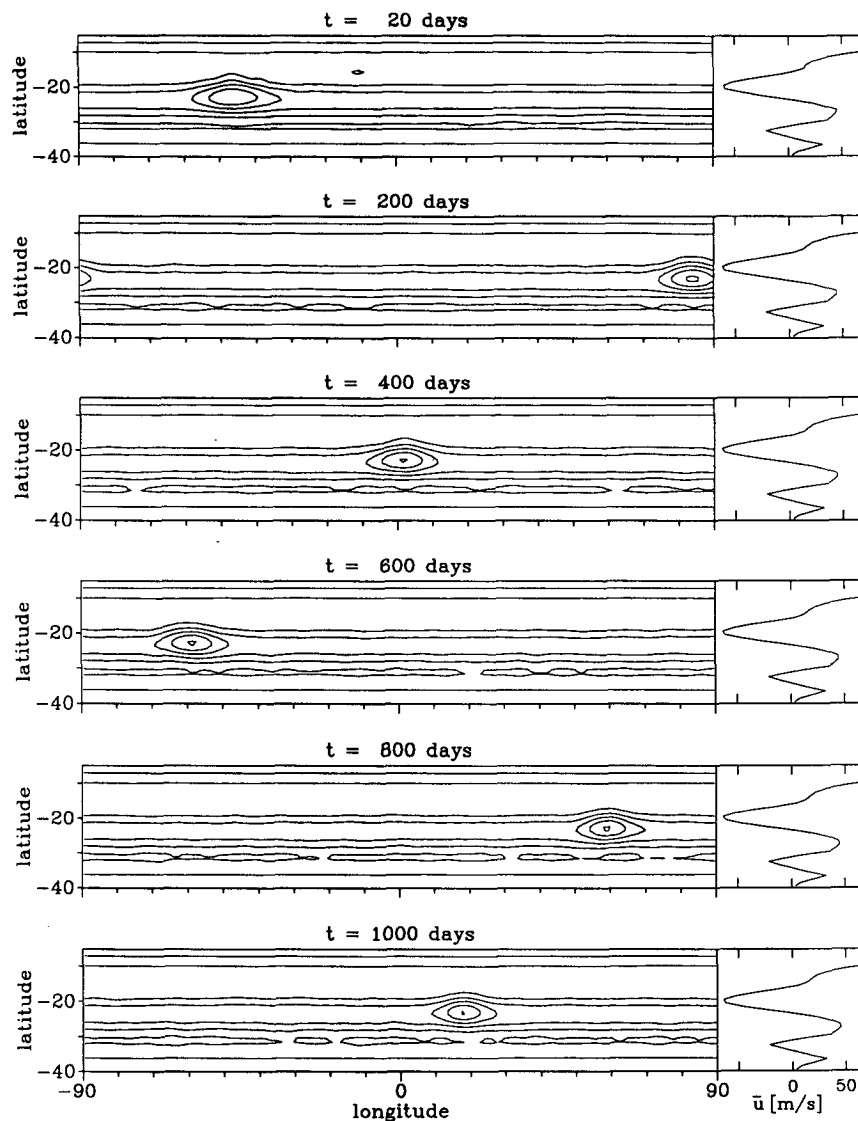 t = 20 days
latitude
-20
-40
t = 200 days
latitude
-20
-40
t = 400 days
latitude
-20
-40
t = 600 days
latitude
-20
-40
t = 800 days
latitude
-20
-40
t = 1000 days
latitude
-20
-40
-90 0 90 0 50
longitude
ū [m/s]